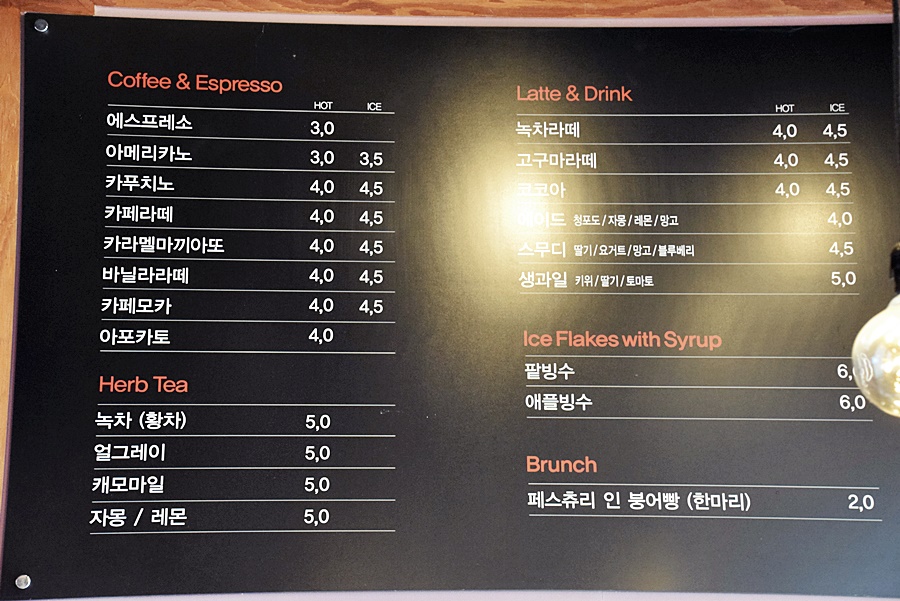 Coffee & Espresso
HOT ICE
에스프레소 3,0
아메리카노 3,0 3,5
카푸치노 4,0 4,5
카페라떼 4,0 4,5
카라멜마끼아또 4,0 4,5
바닐라라떼 4,0 4,5
카페모카 4,0 4,5
아포카토 4,0
Herb Tea
녹차 (황차) 5,0
얼그레이 5,0
캐모마일 5,0
자몽 / 레몬 5,0
Latte & Drink
HOT ICE
녹차라떼 4,0 4,5
고구마라떼 4,0 4,5
코코아 4,0 4,5
청포도 / 자몽 / 레몬 / 망고 4,0
스무디 딸기 / 요거트 / 망고 / 블루베리 4,5
생과일 키위 / 딸기 / 토마토 5,0
Ice Flakes with Syrup
팥빙수
애플빙수 6,0
Brunch
페스츄리 인 붕어빵 (한마리) 2,0